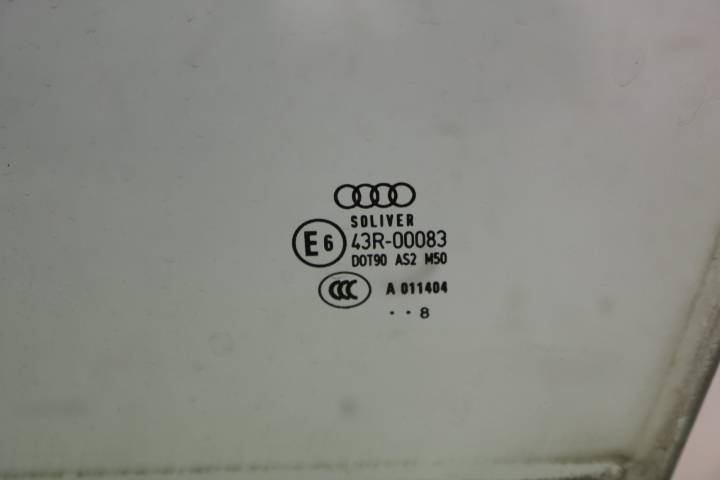 SOLIVER
E6 43R-00083
DOT90 AS2 M50
CCC A 011404
. . 8